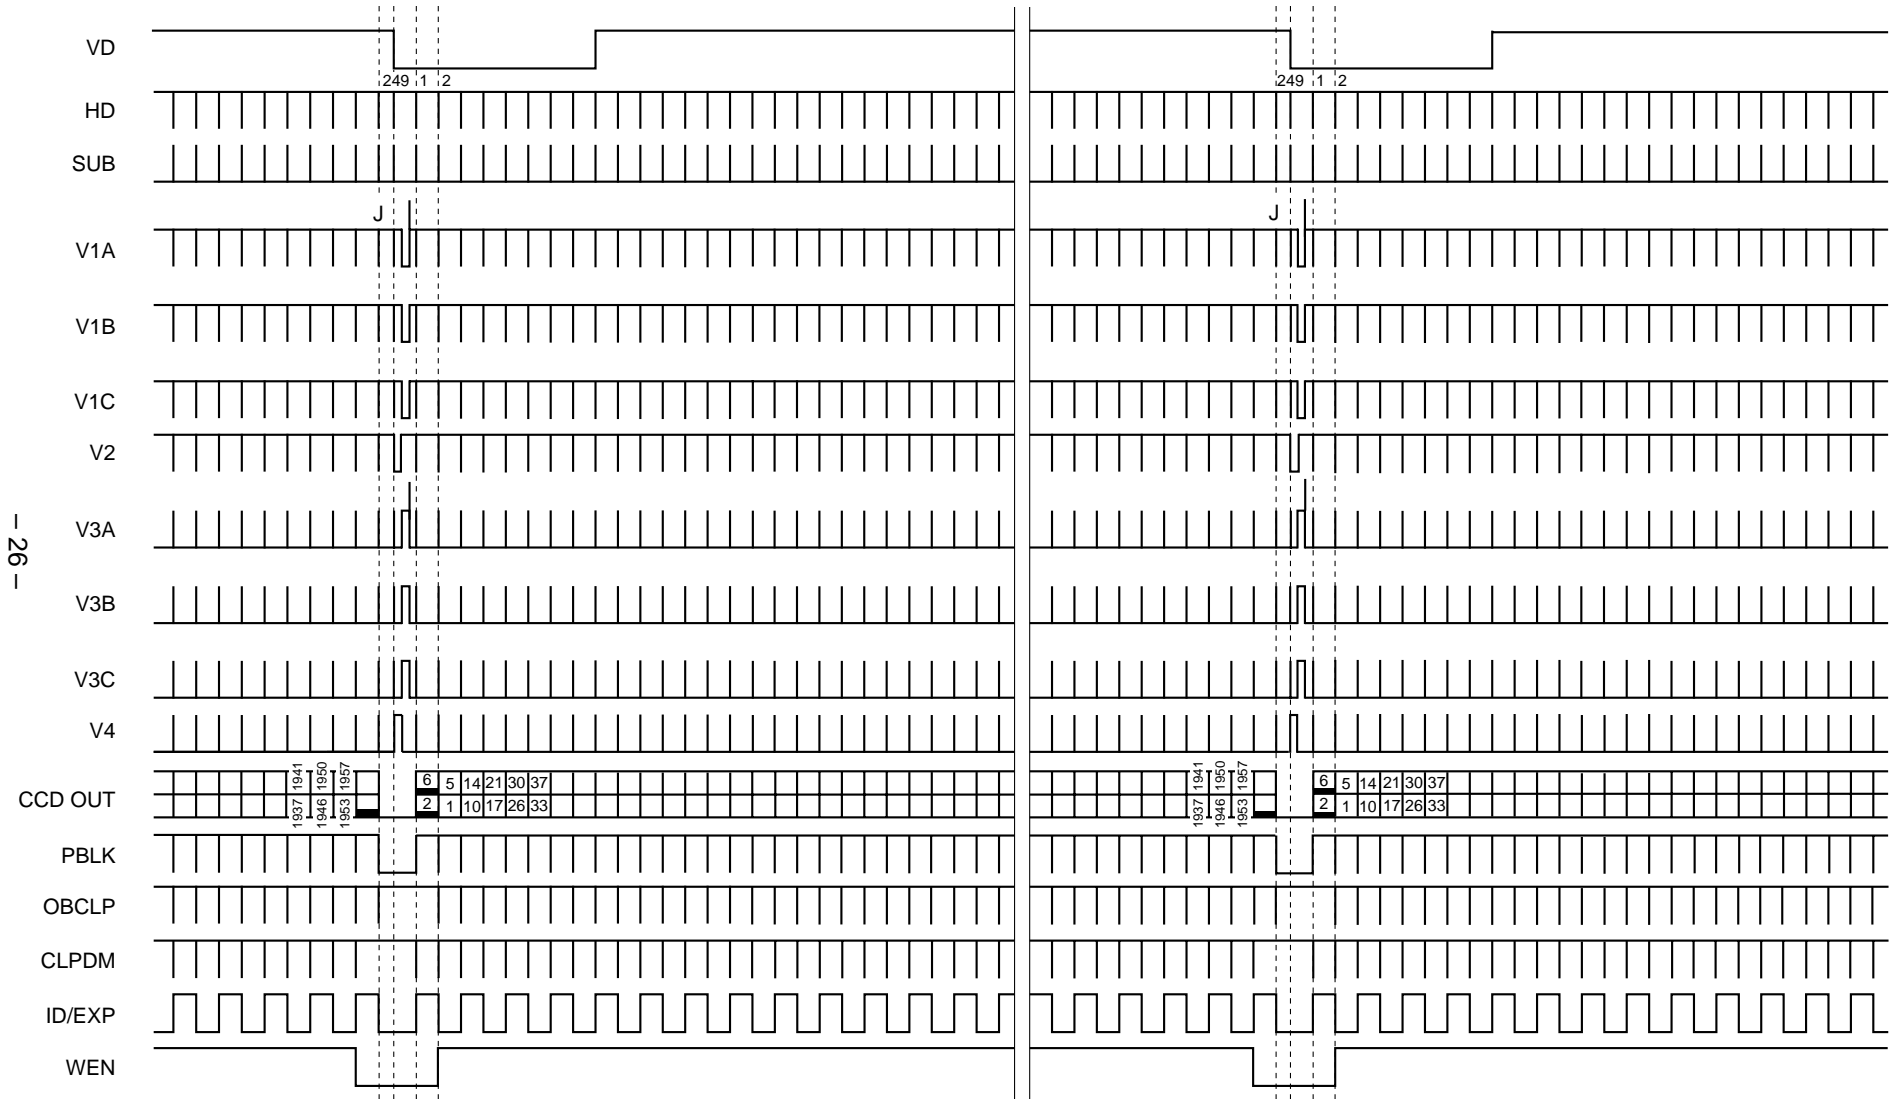 VD
249 1 2 249 1 2
HD
SUB
J J
V1A
V1B
V1C
V2
V3A
V3B
V3C
V4
1941 1950 1957 6 5 14 21 30 37 1941 1950 1957 6 5 14 21 30 37
CCD OUT
1937 1946 1953 2 1 10 17 26 33 1937 1946 1953 2 1 10 17 26 33
PBLK
OBCLP
CLPDM
ID/EXP
WEN
– 26 –